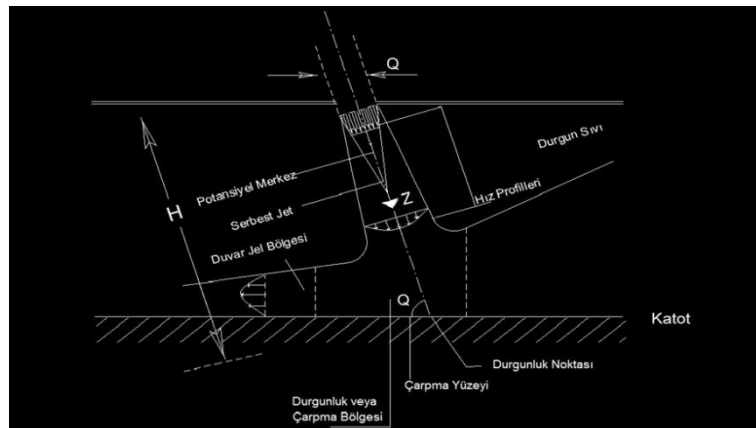 Q
Durgun Sıvı
Potansiyel Merkez
H
Z
Hız Profilleri
Serbest Jet
Duvar Jel Bölgesi
Q
Katot
Durgunluk Noktası
Çarpma Yüzeyi
Durgunluk veya
Çarpma Bölgesi